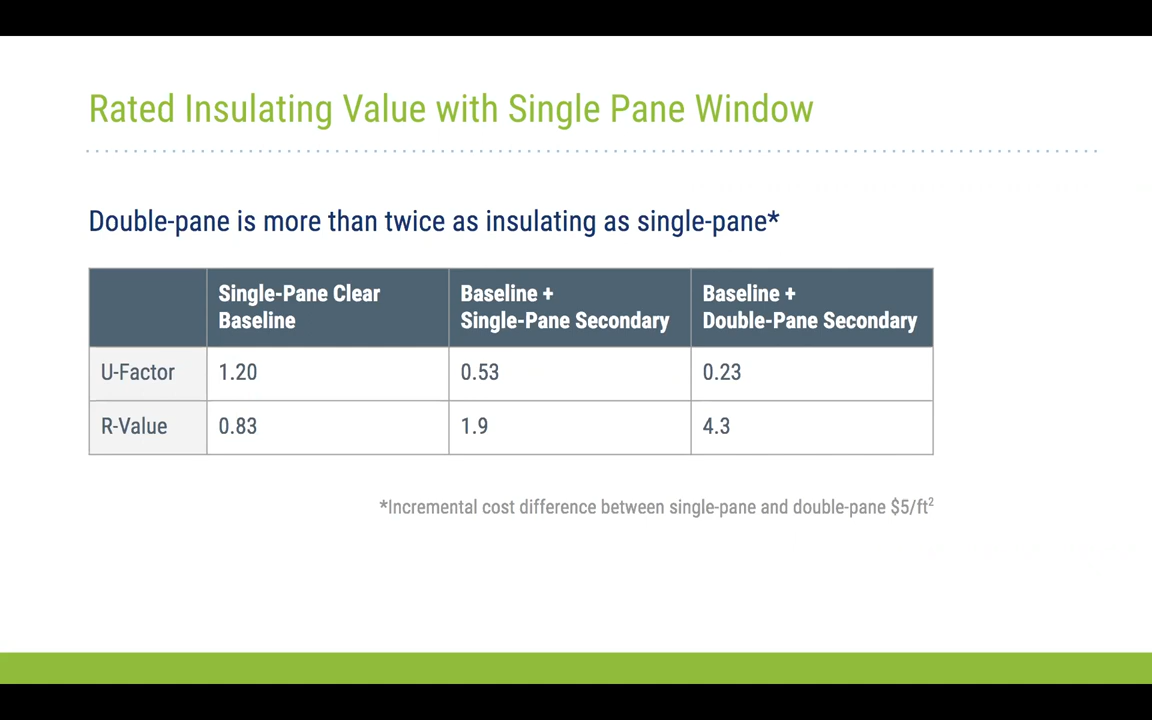 Rated Insulating Value with Single Pane Window
Double-pane is more than twice as insulating as single-pane*
Single-Pane Clear Baseline
Baseline + Single-Pane Secondary
Baseline + Double-Pane Secondary
U-Factor 1.20 0.53 0.23
R-Value 0.83 1.9 4.3
*Incremental cost difference between single-pane and double-pane $5/ft²